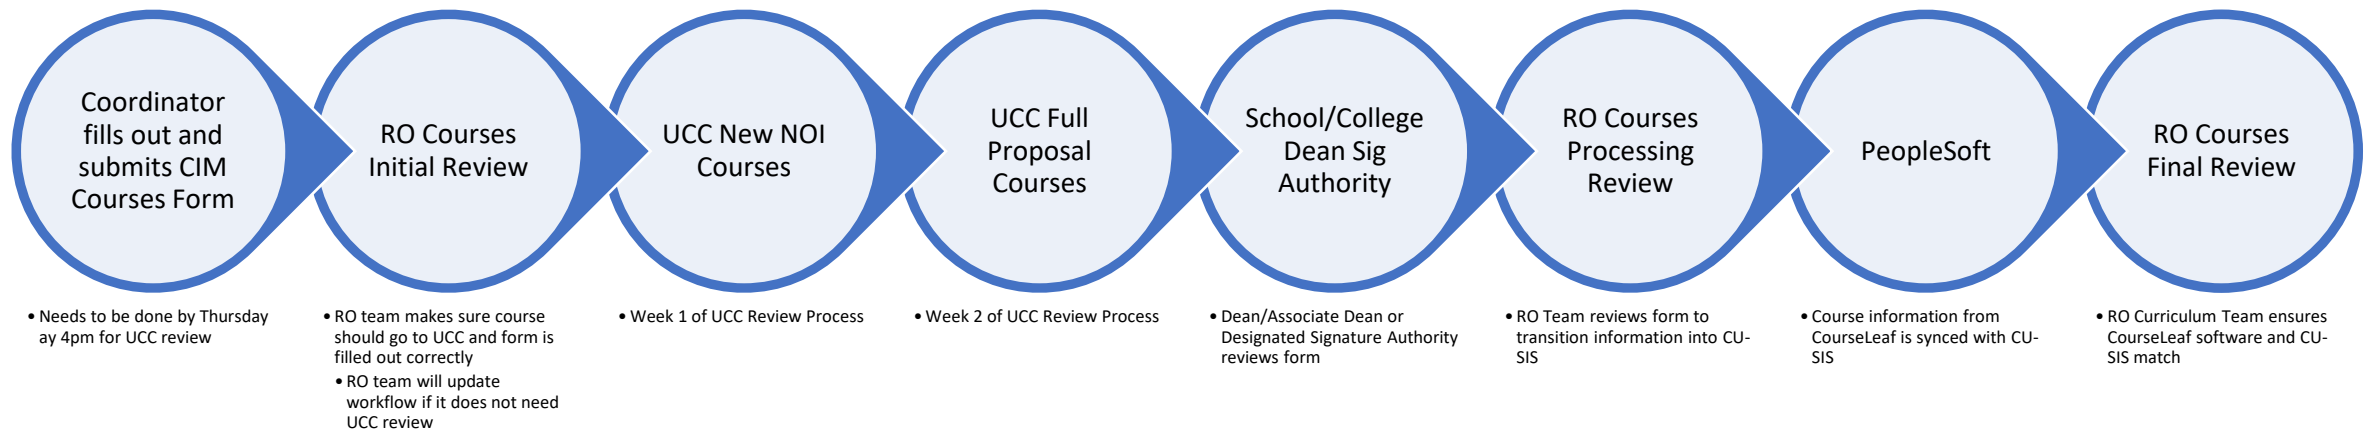 Coordinator
fills out and
submits CIM
Courses Form
• Needs to be done by Thursday
ay 4pm for UCC review
RO Courses
Initial Review
• RO team makes sure course
should go to UCC and form is
filled out correctly
• RO team will update
workflow if it does not need
UCC review
UCC New NOI
Courses
• Week 1 of UCC Review Process
UCC Full
Proposal
Courses
• Week 2 of UCC Review Process
School/College
Dean Sig
Authority
• Dean/Associate Dean or
Designated Signature Authority
reviews form
RO Courses
Processing
Review
• RO Team reviews form to
transition information into CU-
SIS
PeopleSoft
• Course information from
CourseLeaf is synced with CU-
SIS
RO Courses
Final Review
• RO Curriculum Team ensures
CourseLeaf software and CU-
SIS match